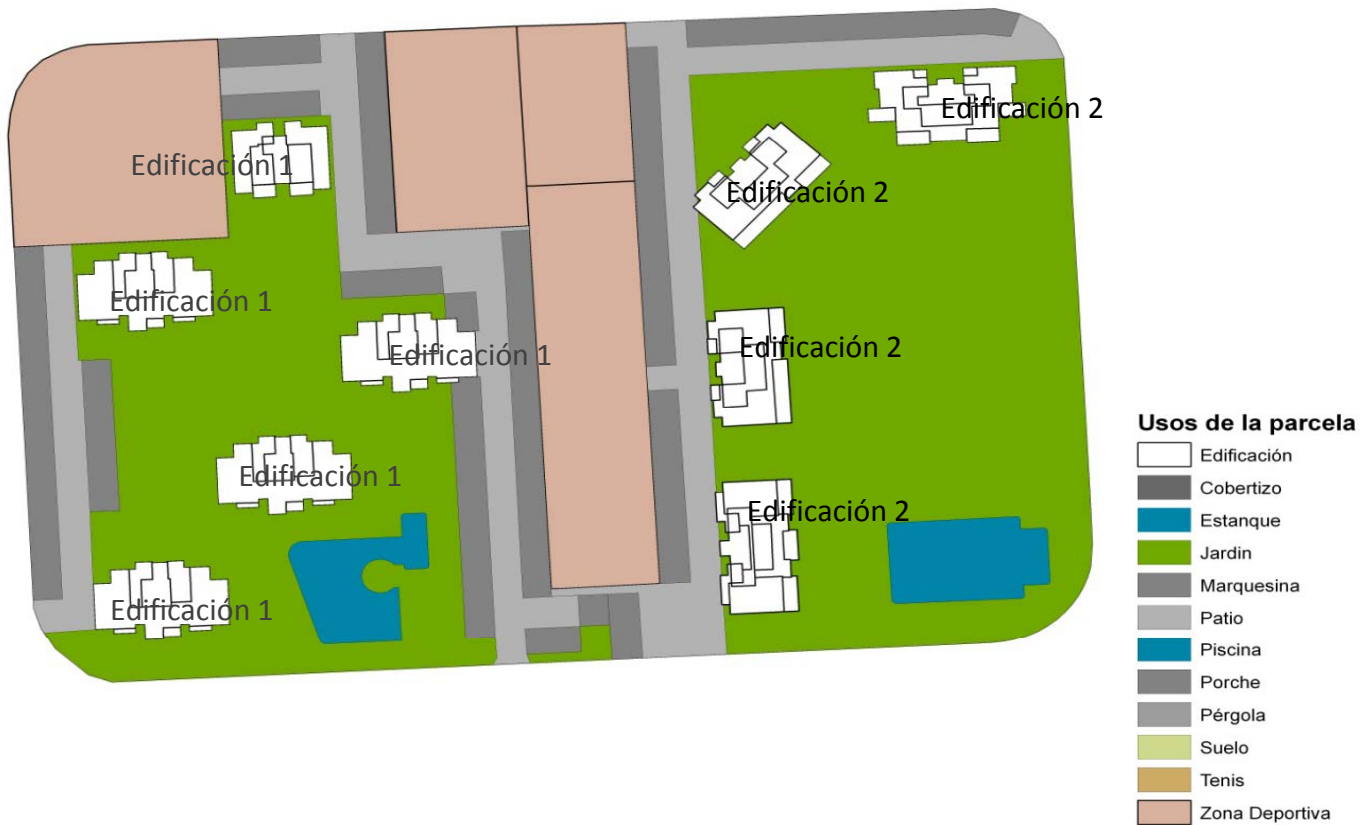 Edificación 2
Edificación 1
Edificación 2
Edificación 1
Edificación 2
Edificación 1
Edificación 1
Edificación 2
Edificación 1
Usos de la parcela
Edificación
Cobertizo
Estanque
Jardin
Marquesina
Patio
Piscina
Porche
Pérgola
Suelo
Tenis
Zona Deportiva